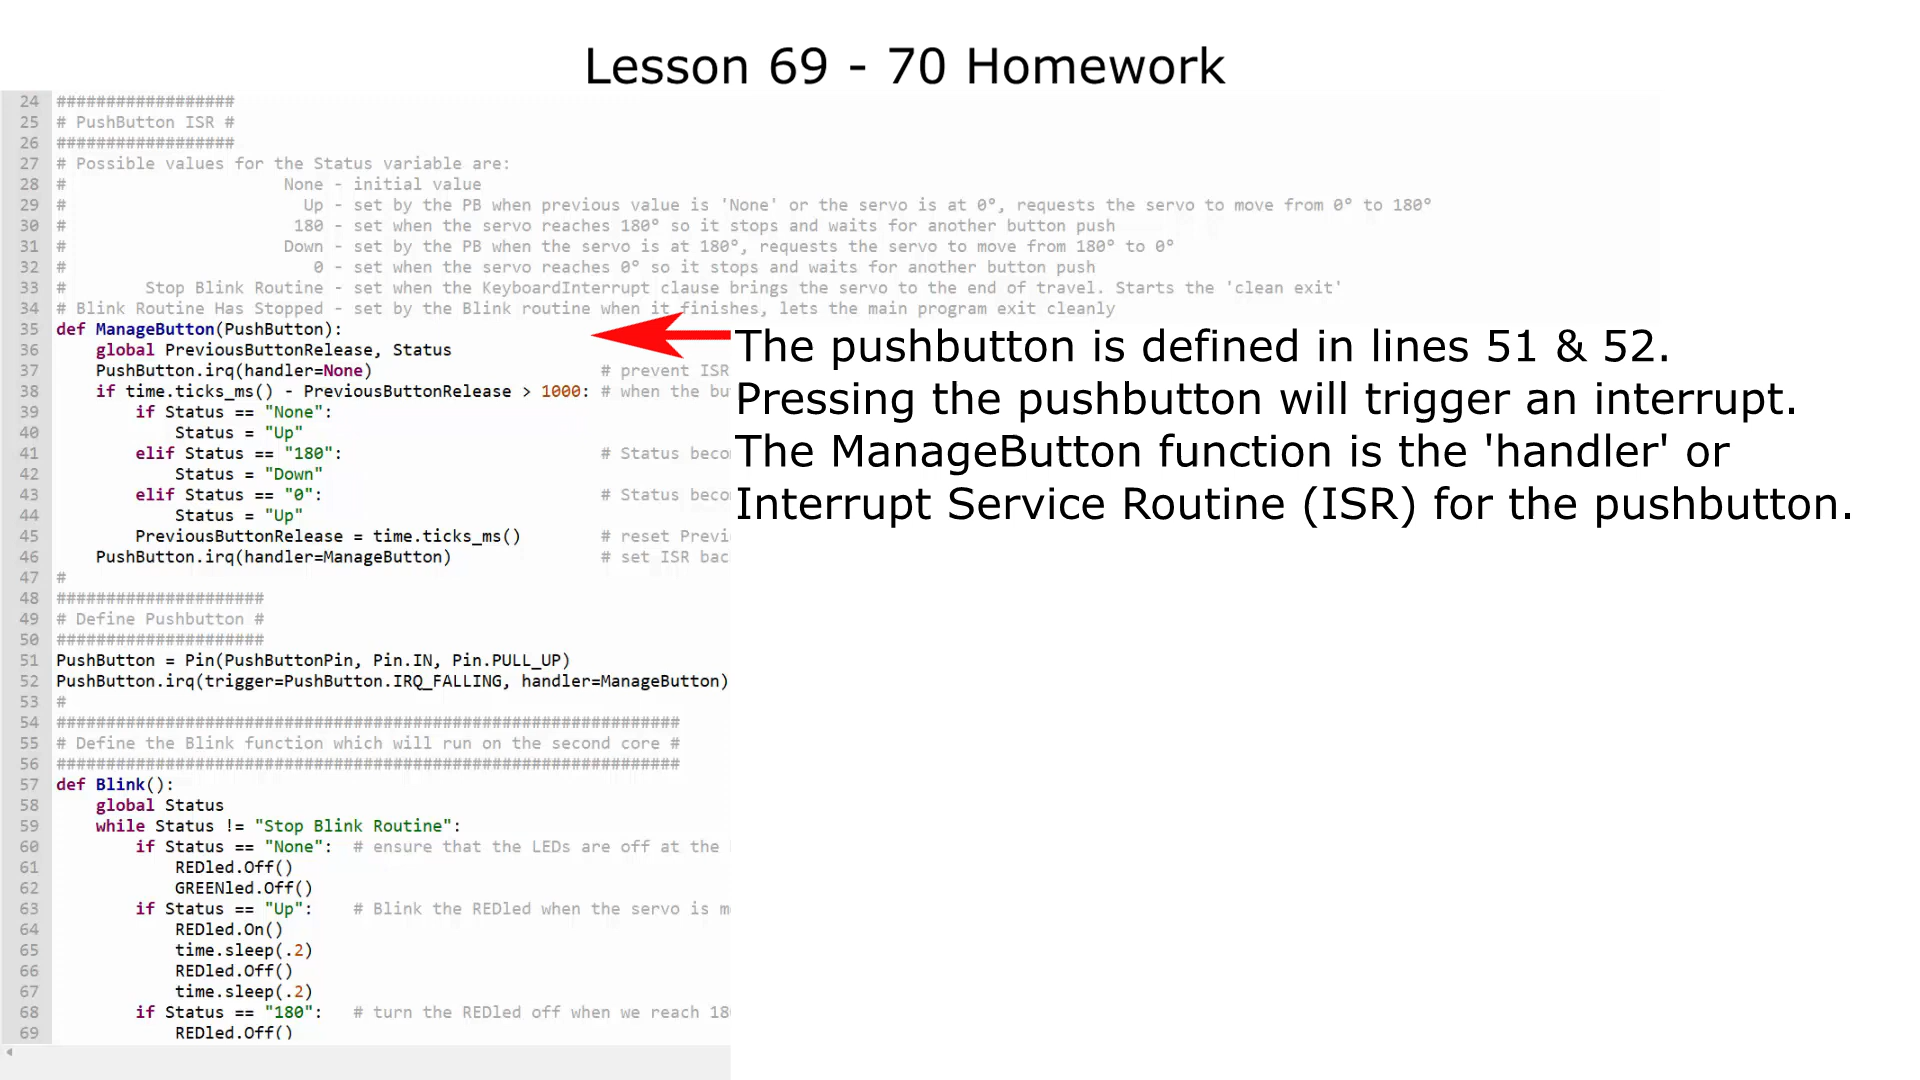 Lesson 69 - 70 Homework
24 ##################
25 # PushButton ISR #
26 ##################
27 # Possible values for the Status variable are:
28 #                      None - initial value
29 #                        Up - set by the PB when previous value is 'None' or the servo is at 0°, requests the servo to move from 0° to 180°
30 #                       180 - set when the servo reaches 180° so it stops and waits for another button push
31 #                      Down - set by the PB when the servo is at 180°, requests the servo to move from 180° to 0°
32 #                         0 - set when the servo reaches 0° so it stops and waits for another button push
33 #        Stop Blink Routine - set when the KeyboardInterrupt clause brings the servo to the end of travel. Starts the 'clean exit'
34 # Blink Routine Has Stopped - set by the Blink routine when it finishes, lets the main program exit cleanly
35 def ManageButton(PushButton):
36     global PreviousButtonRelease, Status
37     PushButton.irq(handler=None)                       # prevent ISR
38     if time.ticks_ms() - PreviousButtonRelease > 1000: # when the bu
39         if Status == "None":
40             Status = "Up"
41         elif Status == "180":                          # Status beco
42             Status = "Down"
43         elif Status == "0":                            # Status beco
44             Status = "Up"
45         PreviousButtonRelease = time.ticks_ms()        # reset Previ
46     PushButton.irq(handler=ManageButton)               # set ISR bac
47 #
48 #####################
49 # Define Pushbutton #
50 #####################
51 PushButton = Pin(PushButtonPin, Pin.IN, Pin.PULL_UP)
52 PushButton.irq(trigger=PushButton.IRQ_FALLING, handler=ManageButton)
53 #
54 ###############################################################
55 # Define the Blink function which will run on the second core #
56 ###############################################################
57 def Blink():
58     global Status
59     while Status != "Stop Blink Routine":
60         if Status == "None":  # ensure that the LEDs are off at the
61             REDled.Off()
62             GREENled.Off()
63         if Status == "Up":    # Blink the REDled when the servo is m
64             REDled.On()
65             time.sleep(.2)
66             REDled.Off()
67             time.sleep(.2)
68         if Status == "180":   # turn the REDled off when we reach 18
69             REDled.Off()
The pushbutton is defined in lines 51 & 52.
Pressing the pushbutton will trigger an interrupt.
The ManageButton function is the 'handler' or
Interrupt Service Routine (ISR) for the pushbutton.